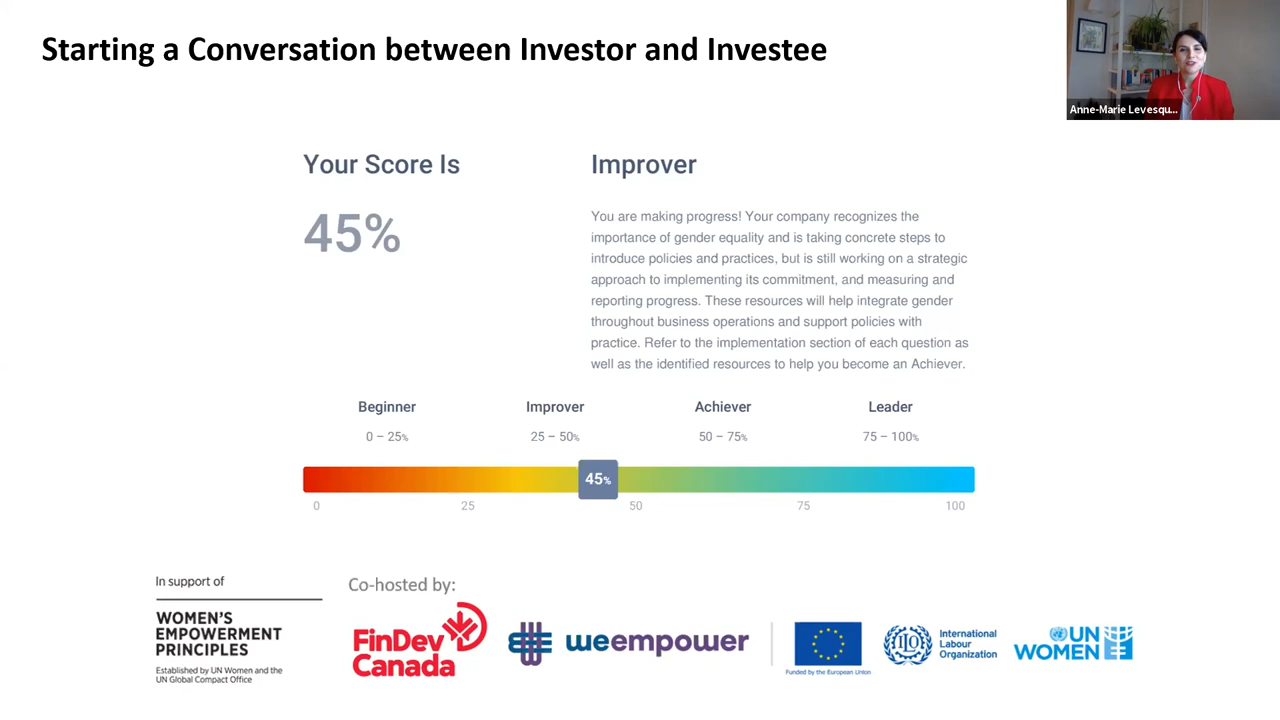 Starting a Conversation between Investor and Investee
Anne-Marie Levesqu...
Your Score Is
45%
Improver
You are making progress! Your company recognizes the
importance of gender equality and is taking concrete steps to
introduce policies and practices, but is still working on a strategic
approach to implementing its commitment, and measuring and
reporting progress. These resources will help integrate gender
throughout business operations and support policies with
practice. Refer to the implementation section of each question as
well as the identified resources to help you become an Achiever.
Beginner Improver Achiever Leader
0 – 25% 25 – 50% 50 – 75% 75 – 100%
45%
0 25 50 75 100
In support of
WOMEN'S
EMPOWERMENT
PRINCIPLES
Established by UN Women and the
UN Global Compact Office
Co-hosted by:
FinDev
Canada
weempower
Funded by the European Union
International
Labour
Organization
UN
WOMEN